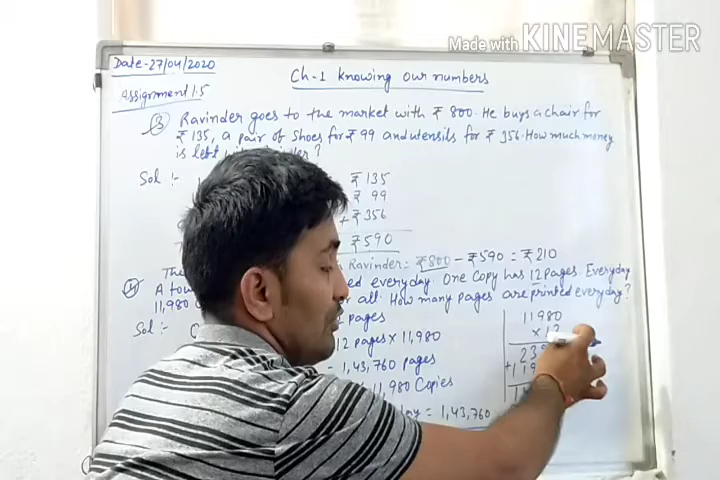 Made with KINEMASTER
Date-27/04/2020
Ch-1 knowing our numbers
Assignment 1.5
3 Ravinder goes to the market with ₹ 800. He buys a chair for
₹ 135, a pair of shoes for ₹ 99 and utensils for ₹ 356. How much money
is left
Sol :-
₹ 135
₹ 99
+ ₹ 356
₹ 590
Ravinder = ₹800 - ₹590 = ₹210
4 A everyday. One copy has 12 pages. Everyday
11,980 all. How many pages are printed everyday?
Sol :-
pages
12 pages × 11,980
1,43,760 pages
11,980 Copies
= 1,43,760
11980